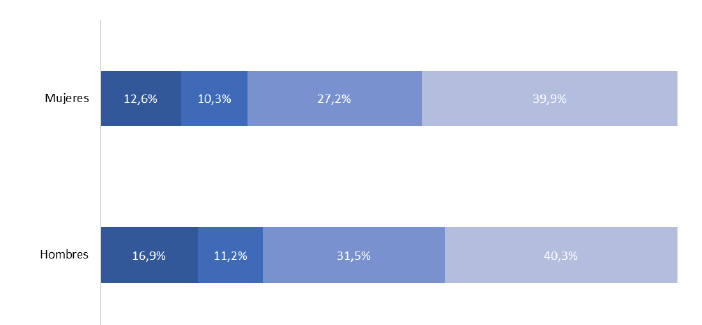 Mujeres 12,6% 10,3% 27,2% 39,9%
Hombres 16,9% 11,2% 31,5% 40,3%